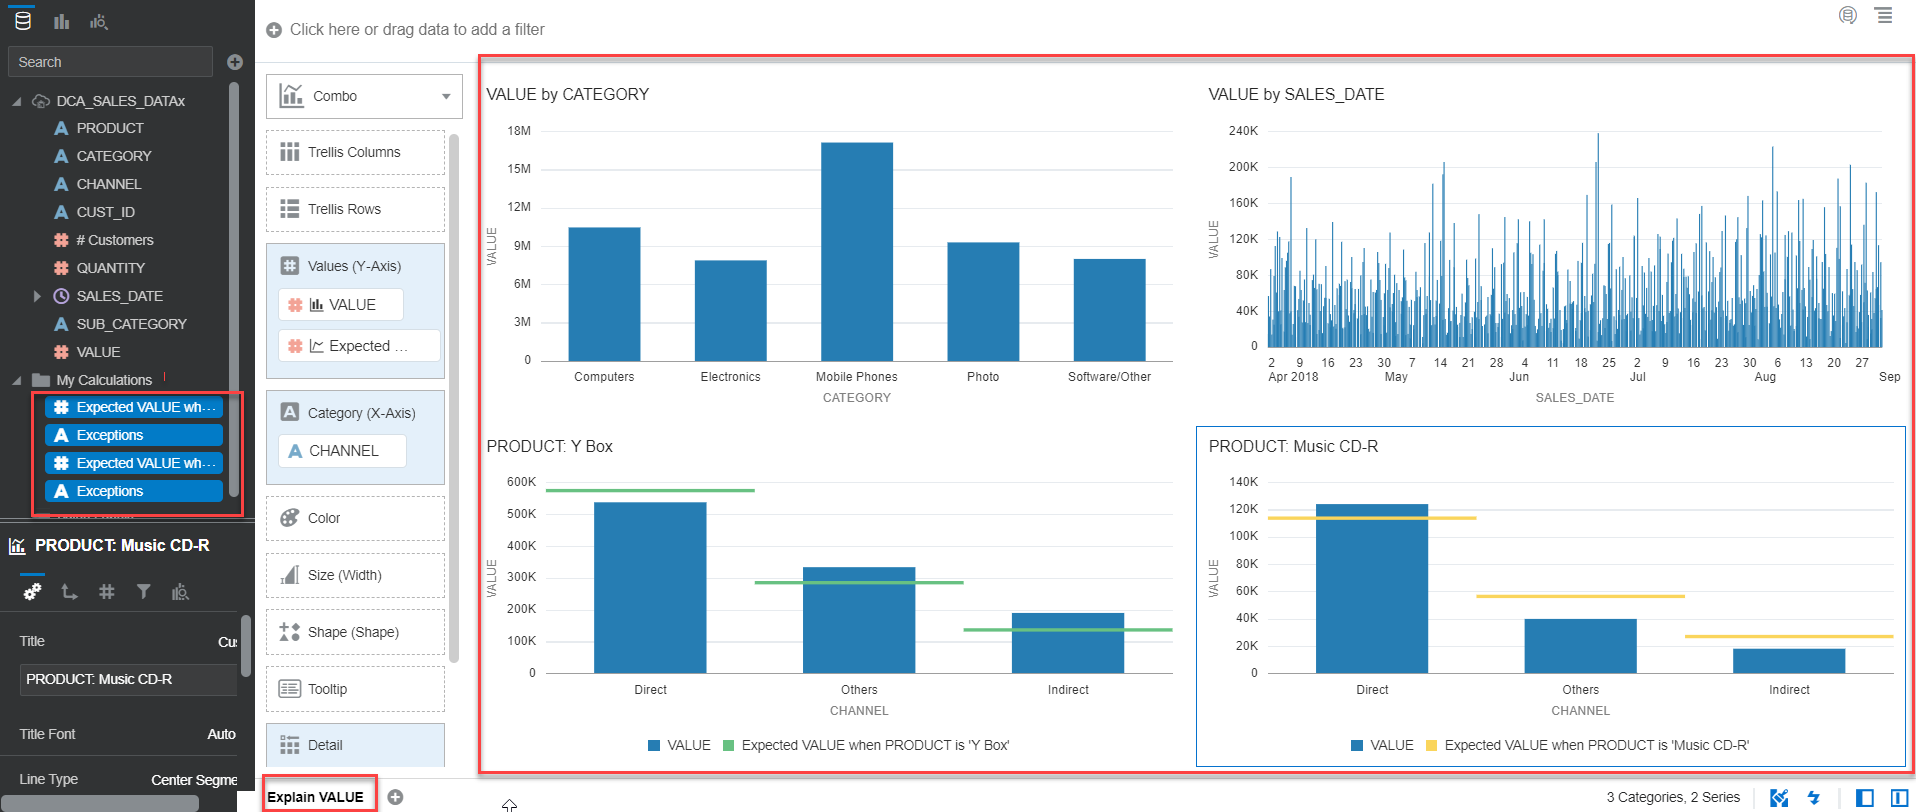 Search
DCA_SALES_DATAx
PRODUCT
CATEGORY
CHANNEL
CUST_ID
# Customers
QUANTITY
SALES_DATE
SUB_CATEGORY
VALUE
My Calculations
Expected VALUE wh...
Exceptions
Expected VALUE wh...
Exceptions
PRODUCT: Music CD-R
Title
Cu
PRODUCT: Music CD-R
Title Font
Auto
Line Type
Center Segme
Click here or drag data to add a filter
Combo
Trellis Columns
Trellis Rows
Values (Y-Axis)
VALUE
Expected ...
Category (X-Axis)
CHANNEL
Color
Size (Width)
Shape (Shape)
Tooltip
Detail
VALUE by CATEGORY
18M
15M
12M
9M
6M
3M
0
VALUE
Computers Electronics Mobile Phones Photo Software/Other
CATEGORY
VALUE by SALES_DATE
240K
200K
160K
120K
80K
40K
0
VALUE
2 9 16 23 30 7 14 21 28 4 11 18 25 2 9 16 23 30 6 13 20 27
Apr 2018 May Jun Jul Aug Sep
SALES_DATE
PRODUCT: Y Box
600K
500K
400K
300K
200K
100K
0
VALUE
Direct Others Indirect
CHANNEL
VALUE Expected VALUE when PRODUCT is 'Y Box'
PRODUCT: Music CD-R
140K
120K
100K
80K
60K
40K
20K
0
VALUE
Direct Others Indirect
CHANNEL
VALUE Expected VALUE when PRODUCT is 'Music CD-R'
Explain VALUE
3 Categories, 2 Series